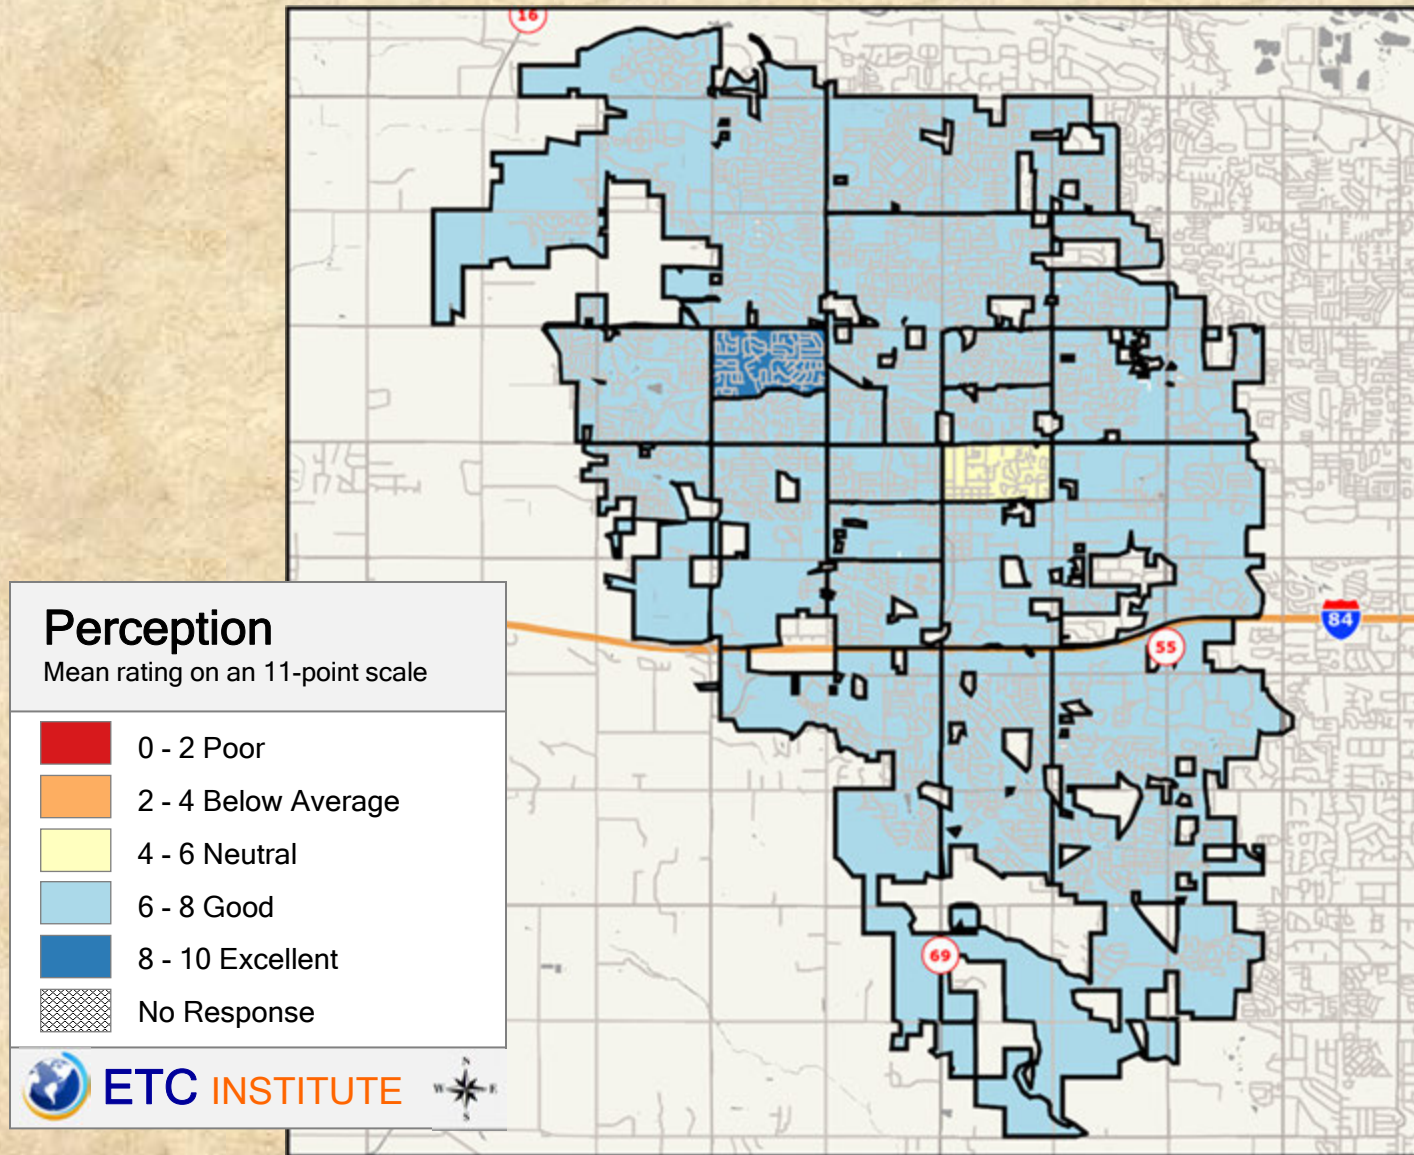 16
84
55
69
Perception
Mean rating on an 11-point scale
0 - 2 Poor
2 - 4 Below Average
4 - 6 Neutral
6 - 8 Good
8 - 10 Excellent
No Response
ETC INSTITUTE
N
W E
S